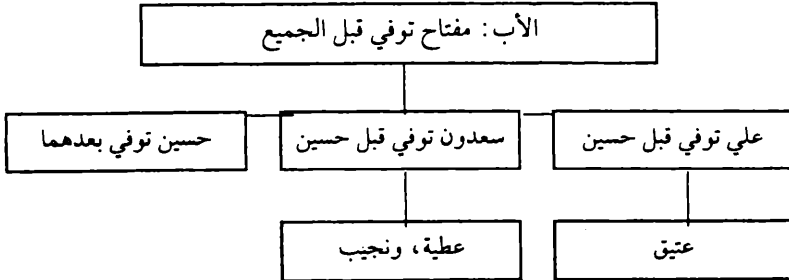 الأب: مفتاح توفي قبل الجميع
علي توفي قبل حسين
سعدون توفي قبل حسين
حسين توفي بعدهما
عتيق
عطية، ونجيب